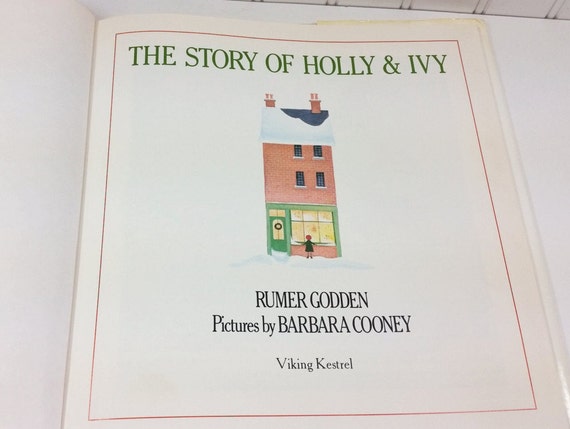 THE STORY OF HOLLY & IVY
RUMER GODDEN
Pictures by BARBARA COONEY
Viking Kestrel